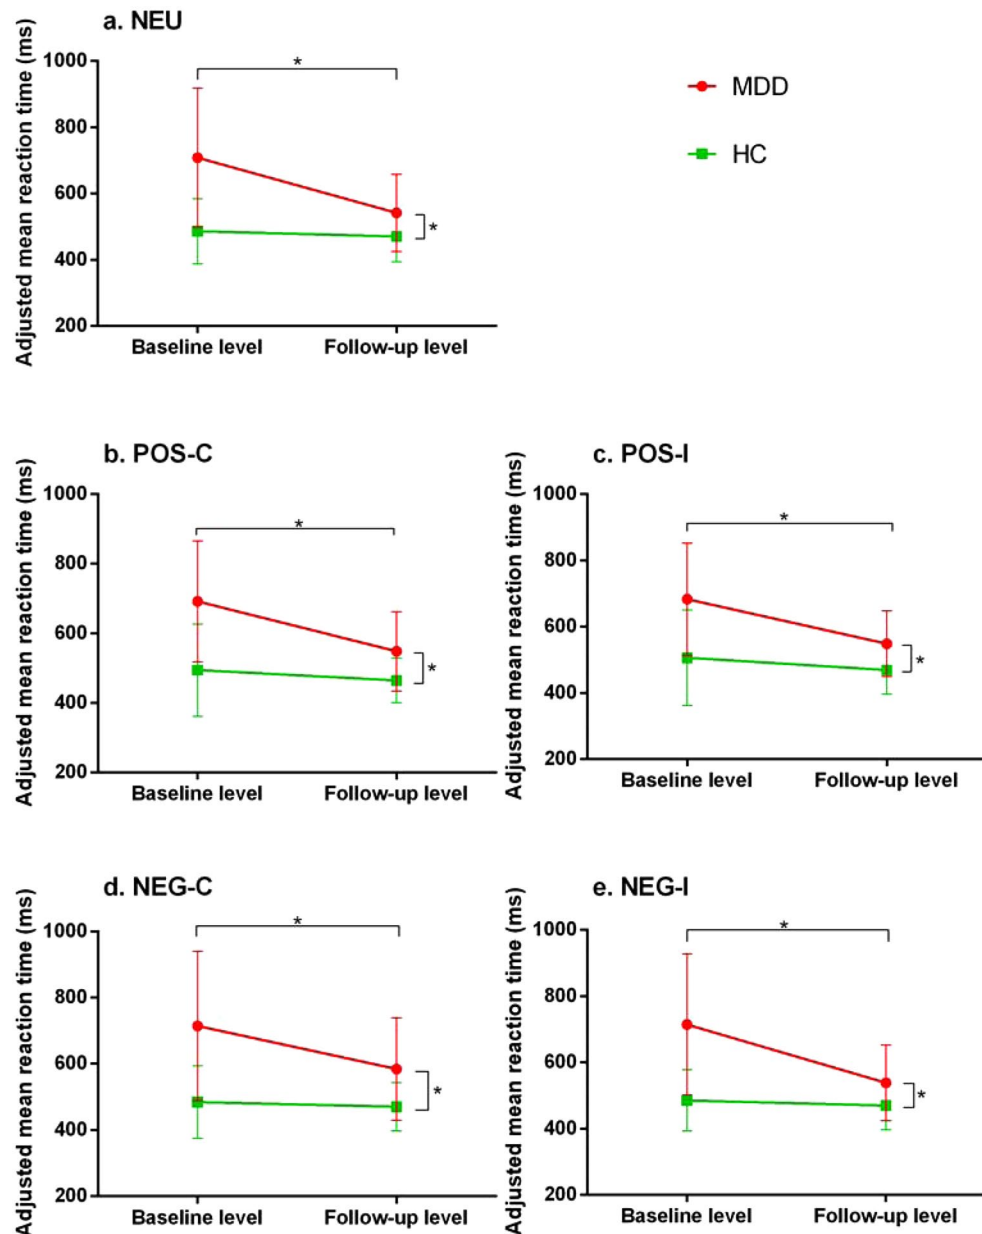 a. NEU
Adjusted mean reaction time (ms)
1000
800
600
400
200
*
*
Baseline level
Follow-up level
MDD
HC
b. POS-C
Adjusted mean reaction time (ms)
1000
800
600
400
200
*
*
Baseline level
Follow-up level
c. POS-I
Adjusted mean reaction time (ms)
1000
800
600
400
200
*
*
Baseline level
Follow-up level
d. NEG-C
Adjusted mean reaction time (ms)
1000
800
600
400
200
*
*
Baseline level
Follow-up level
e. NEG-I
Adjusted mean reaction time (ms)
1000
800
600
400
200
*
*
Baseline level
Follow-up level